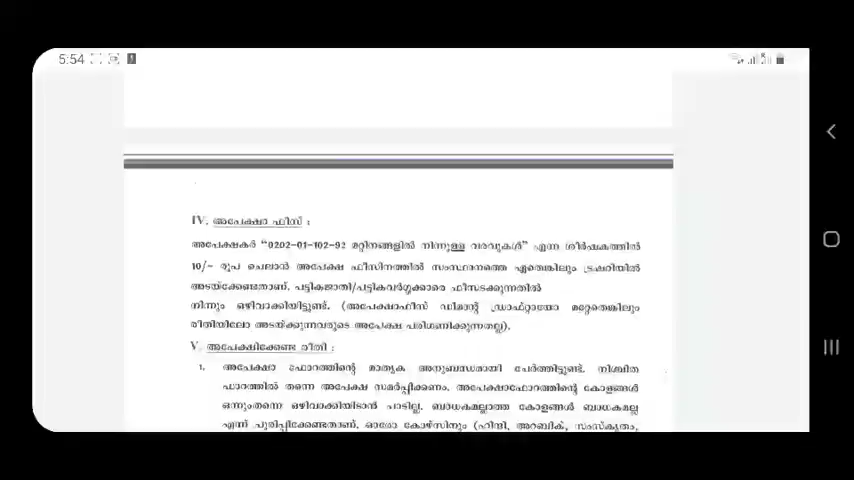 5:54
IV. അപേക്ഷാ ഫീസ് :
അപേക്ഷകർ "0202-01-102-92 മറ്റിനങ്ങളിൽ നിന്നുള്ള വരവുകൾ" എന്ന ശീർഷകത്തിൽ
10/- രൂപ ചെലാൻ അപേക്ഷ ഫീസിനത്തിൽ സംസ്ഥാനത്തെ ഏതെങ്കിലും ട്രഷറിയിൽ
അടയ്ക്കേണ്ടതാണ്. പട്ടികജാതി/പട്ടികവർഗ്ഗക്കാരെ ഫീസടക്കുന്നതിൽ
നിന്നും ഒഴിവാക്കിയിട്ടുണ്ട്. (അപേക്ഷാഫീസ് ഡിമാന്റ് ഡ്രാഫ്റ്റായോ മറ്റേതെങ്കിലും
രീതിയിലോ അടയ്ക്കുന്നവരുടെ അപേക്ഷ പരിഗണിക്കുന്നതല്ല).
V. അപേക്ഷിക്കേണ്ട രീതി :
1. അപേക്ഷാ ഫോറത്തിന്റെ മാതൃക അനുബന്ധമായി ചേർത്തിട്ടുണ്ട്. നിശ്ചിത
ഫാറത്തിൽ തന്നെ അപേക്ഷ സമർപ്പിക്കണം. അപേക്ഷാഫോറത്തിന്റെ കോളങ്ങൾ
ഒന്നുംതന്നെ ഒഴിവാക്കിയിടാൻ പാടില്ല. ബാധകമല്ലാത്ത കോളങ്ങൾ ബാധകമല്ല
എന്ന് പൂരിപ്പിക്കേണ്ടതാണ്. ഓരോ കോഴ്സിനും (ഹിന്ദി, അറബിക്, സംസ്കൃതം,